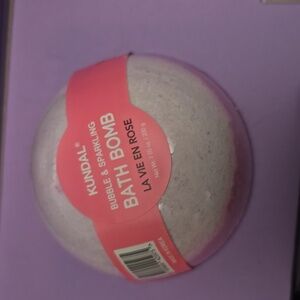 KUNDAL®
BUBBLE & SPARKLING
BATH BOMB
LA VIE EN ROSE